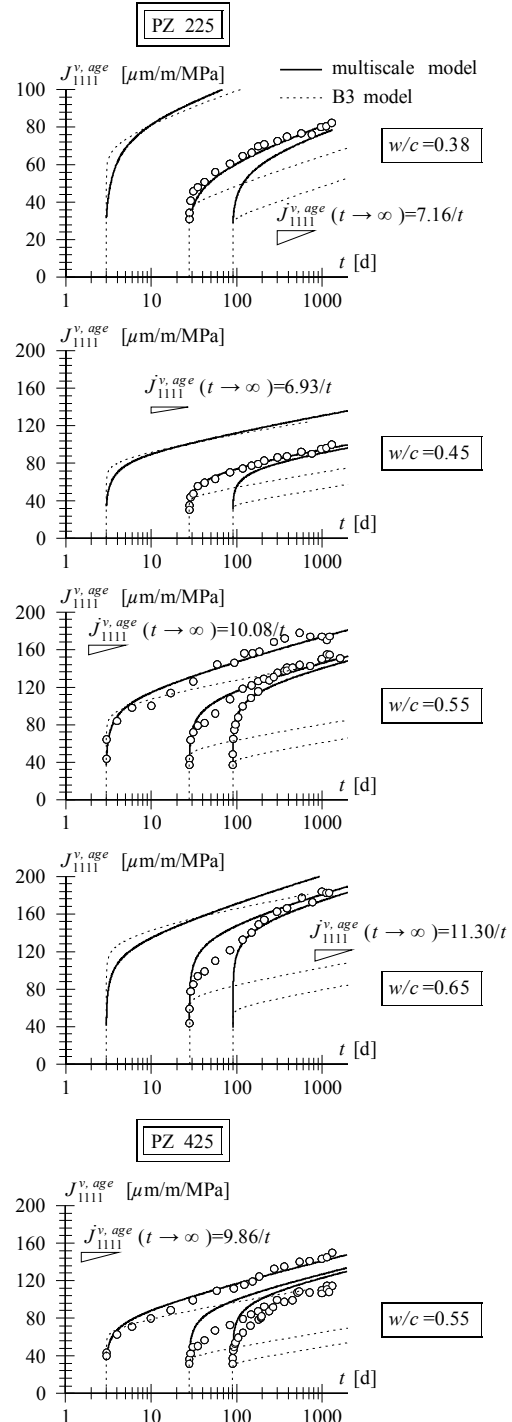 PZ 225
J^{v, age}_{1111} [μm/m/MPa]
multiscale model
B3 model
100
80
60
40
20
0
w/c=0.38
J̇^{v, age}_{1111} (t → ∞)=7.16/t
t [d]
1 10 100 1000
J^{v, age}_{1111} [μm/m/MPa]
200
160
120
80
40
0
J̇^{v, age}_{1111} (t → ∞)=6.93/t
w/c=0.45
t [d]
1 10 100 1000
J^{v, age}_{1111} [μm/m/MPa]
200
160
120
80
40
0
J̇^{v, age}_{1111} (t → ∞)=10.08/t
w/c=0.55
t [d]
1 10 100 1000
J^{v, age}_{1111} [μm/m/MPa]
200
160
120
80
40
0
J̇^{v, age}_{1111} (t → ∞)=11.30/t
w/c=0.65
t [d]
1 10 100 1000
PZ 425
J^{v, age}_{1111} [μm/m/MPa]
200
160
120
80
40
0
J̇^{v, age}_{1111} (t → ∞)=9.86/t
w/c=0.55
t [d]
1 10 100 1000